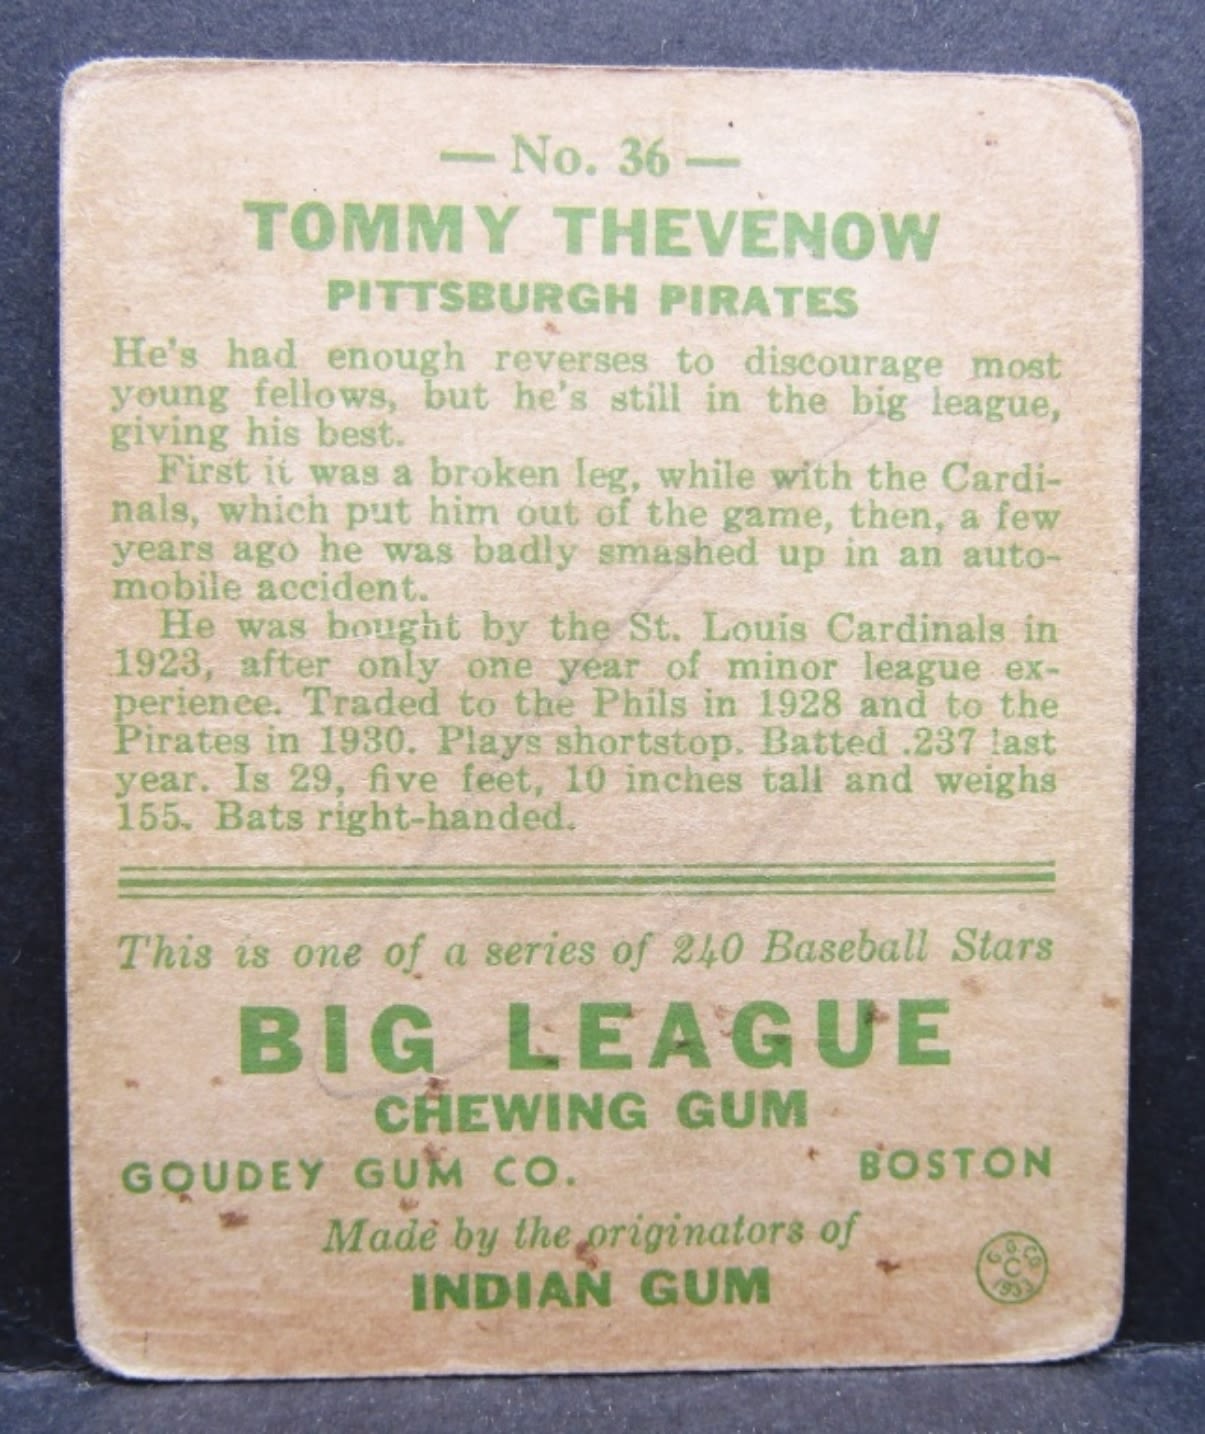 — No. 36 —
TOMMY THEVENOW
PITTSBURGH PIRATES
He's had enough reverses to discourage most
young fellows, but he's still in the big league,
giving his best.
First it was a broken leg, while with the Cardi-
nals, which put him out of the game, then, a few
years ago he was badly smashed up in an auto-
mobile accident.
He was bought by the St. Louis Cardinals in
1923, after only one year of minor league ex-
perience. Traded to the Phils in 1928 and to the
Pirates in 1930. Plays shortstop. Batted .237 last
year. Is 29, five feet, 10 inches tall and weighs
155. Bats right-handed.
This is one of a series of 240 Baseball Stars
BIG LEAGUE
CHEWING GUM
GOUDEY GUM CO. BOSTON
Made by the originators of
INDIAN GUM
G. G. Co.
C
1933